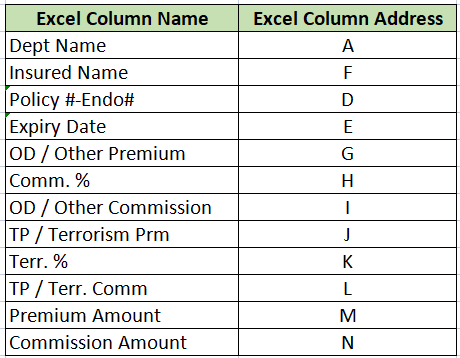 Excel Column Name Excel Column Address
Dept Name A
Insured Name F
Policy #-Endo# D
Expiry Date E
OD / Other Premium G
Comm. % H
OD / Other Commission I
TP / Terrorism Prm J
Terr. % K
TP / Terr. Comm L
Premium Amount M
Commission Amount N